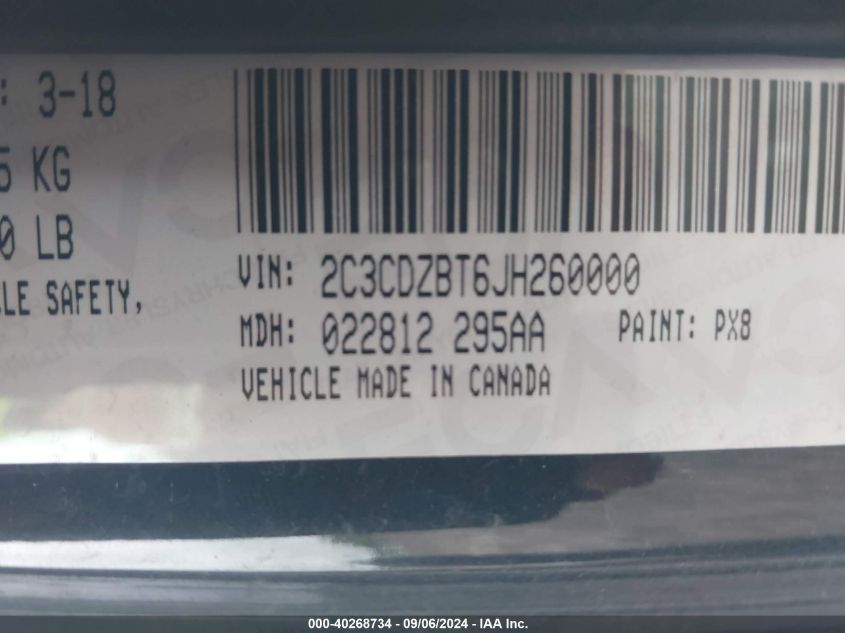 : 3-18
5 KG
0 LB
CLE SAFETY,
VIN: 2C3CDZBT6JH260000
MDH: 022812 295AA PAINT: PX8
VEHICLE MADE IN CANADA
000-40268734 - 09/06/2024 - IAA Inc.